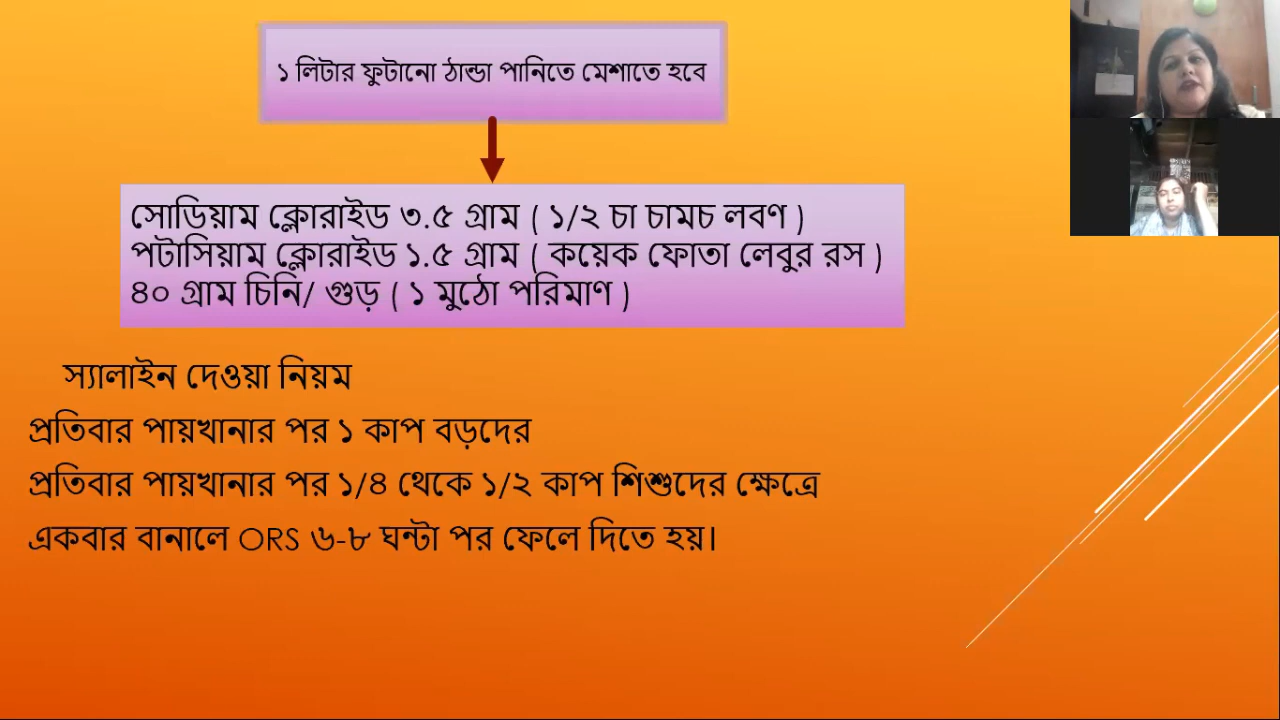 ১ লিটার ফুটানো ঠান্ডা পানিতে মেশাতে হবে
সোডিয়াম ক্লোরাইড ৩.৫ গ্রাম ( ১/২ চা চামচ লবণ )
পটাসিয়াম ক্লোরাইড ১.৫ গ্রাম ( কয়েক ফোতা লেবুর রস )
৪০ গ্রাম চিনি/ গুড় ( ১ মুঠো পরিমাণ )
স্যালাইন দেওয়া নিয়ম
প্রতিবার পায়খানার পর ১ কাপ বড়দের
প্রতিবার পায়খানার পর ১/৪ থেকে ১/২ কাপ শিশুদের ক্ষেত্রে
একবার বানালে ORS ৬-৮ ঘন্টা পর ফেলে দিতে হয়।